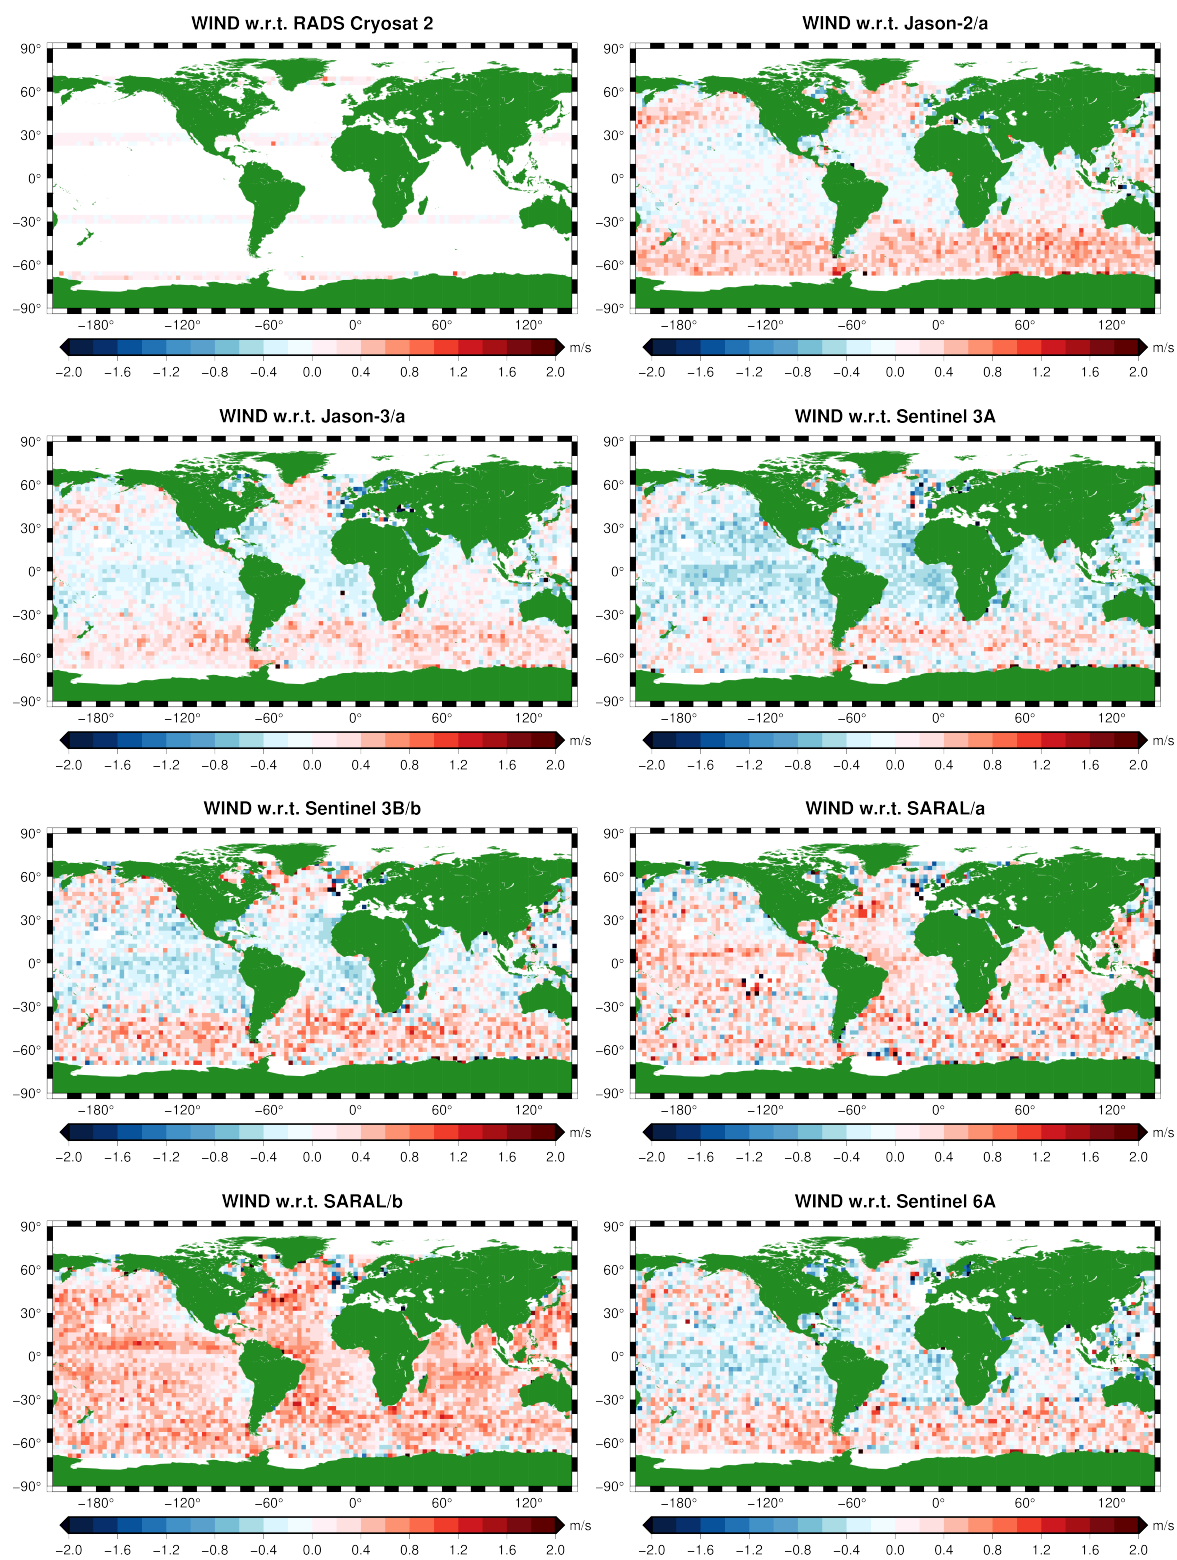 WIND w.r.t. RADS Cryosat 2
90°
60°
30°
0°
−30°
−60°
−90°
−180° −120° −60° 0° 60° 120°
−2.0 −1.6 −1.2 −0.8 −0.4 0.0 0.4 0.8 1.2 1.6 2.0 m/s
WIND w.r.t. Jason-2/a
90°
60°
30°
0°
−30°
−60°
−90°
−180° −120° −60° 0° 60° 120°
−2.0 −1.6 −1.2 −0.8 −0.4 0.0 0.4 0.8 1.2 1.6 2.0 m/s
WIND w.r.t. Jason-3/a
90°
60°
30°
0°
−30°
−60°
−90°
−180° −120° −60° 0° 60° 120°
−2.0 −1.6 −1.2 −0.8 −0.4 0.0 0.4 0.8 1.2 1.6 2.0 m/s
WIND w.r.t. Sentinel 3A
90°
60°
30°
0°
−30°
−60°
−90°
−180° −120° −60° 0° 60° 120°
−2.0 −1.6 −1.2 −0.8 −0.4 0.0 0.4 0.8 1.2 1.6 2.0 m/s
WIND w.r.t. Sentinel 3B/b
90°
60°
30°
0°
−30°
−60°
−90°
−180° −120° −60° 0° 60° 120°
−2.0 −1.6 −1.2 −0.8 −0.4 0.0 0.4 0.8 1.2 1.6 2.0 m/s
WIND w.r.t. SARAL/a
90°
60°
30°
0°
−30°
−60°
−90°
−180° −120° −60° 0° 60° 120°
−2.0 −1.6 −1.2 −0.8 −0.4 0.0 0.4 0.8 1.2 1.6 2.0 m/s
WIND w.r.t. SARAL/b
90°
60°
30°
0°
−30°
−60°
−90°
−180° −120° −60° 0° 60° 120°
−2.0 −1.6 −1.2 −0.8 −0.4 0.0 0.4 0.8 1.2 1.6 2.0 m/s
WIND w.r.t. Sentinel 6A
90°
60°
30°
0°
−30°
−60°
−90°
−180° −120° −60° 0° 60° 120°
−2.0 −1.6 −1.2 −0.8 −0.4 0.0 0.4 0.8 1.2 1.6 2.0 m/s